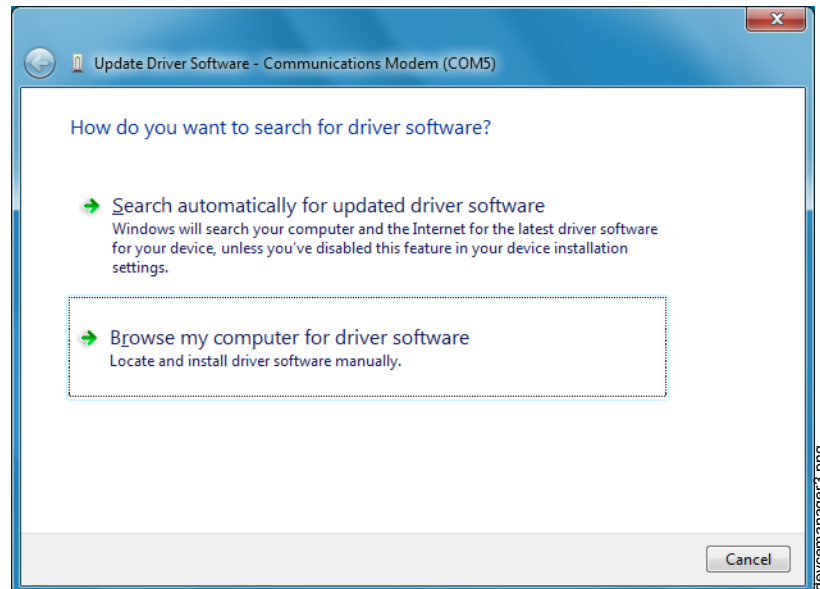 Update Driver Software - Communications Modem (COM5)
How do you want to search for driver software?
Search automatically for updated driver software
Windows will search your computer and the Internet for the latest driver software
for your device, unless you've disabled this feature in your device installation
settings.
Browse my computer for driver software
Locate and install driver software manually.
Cancel
devcemanager3.png